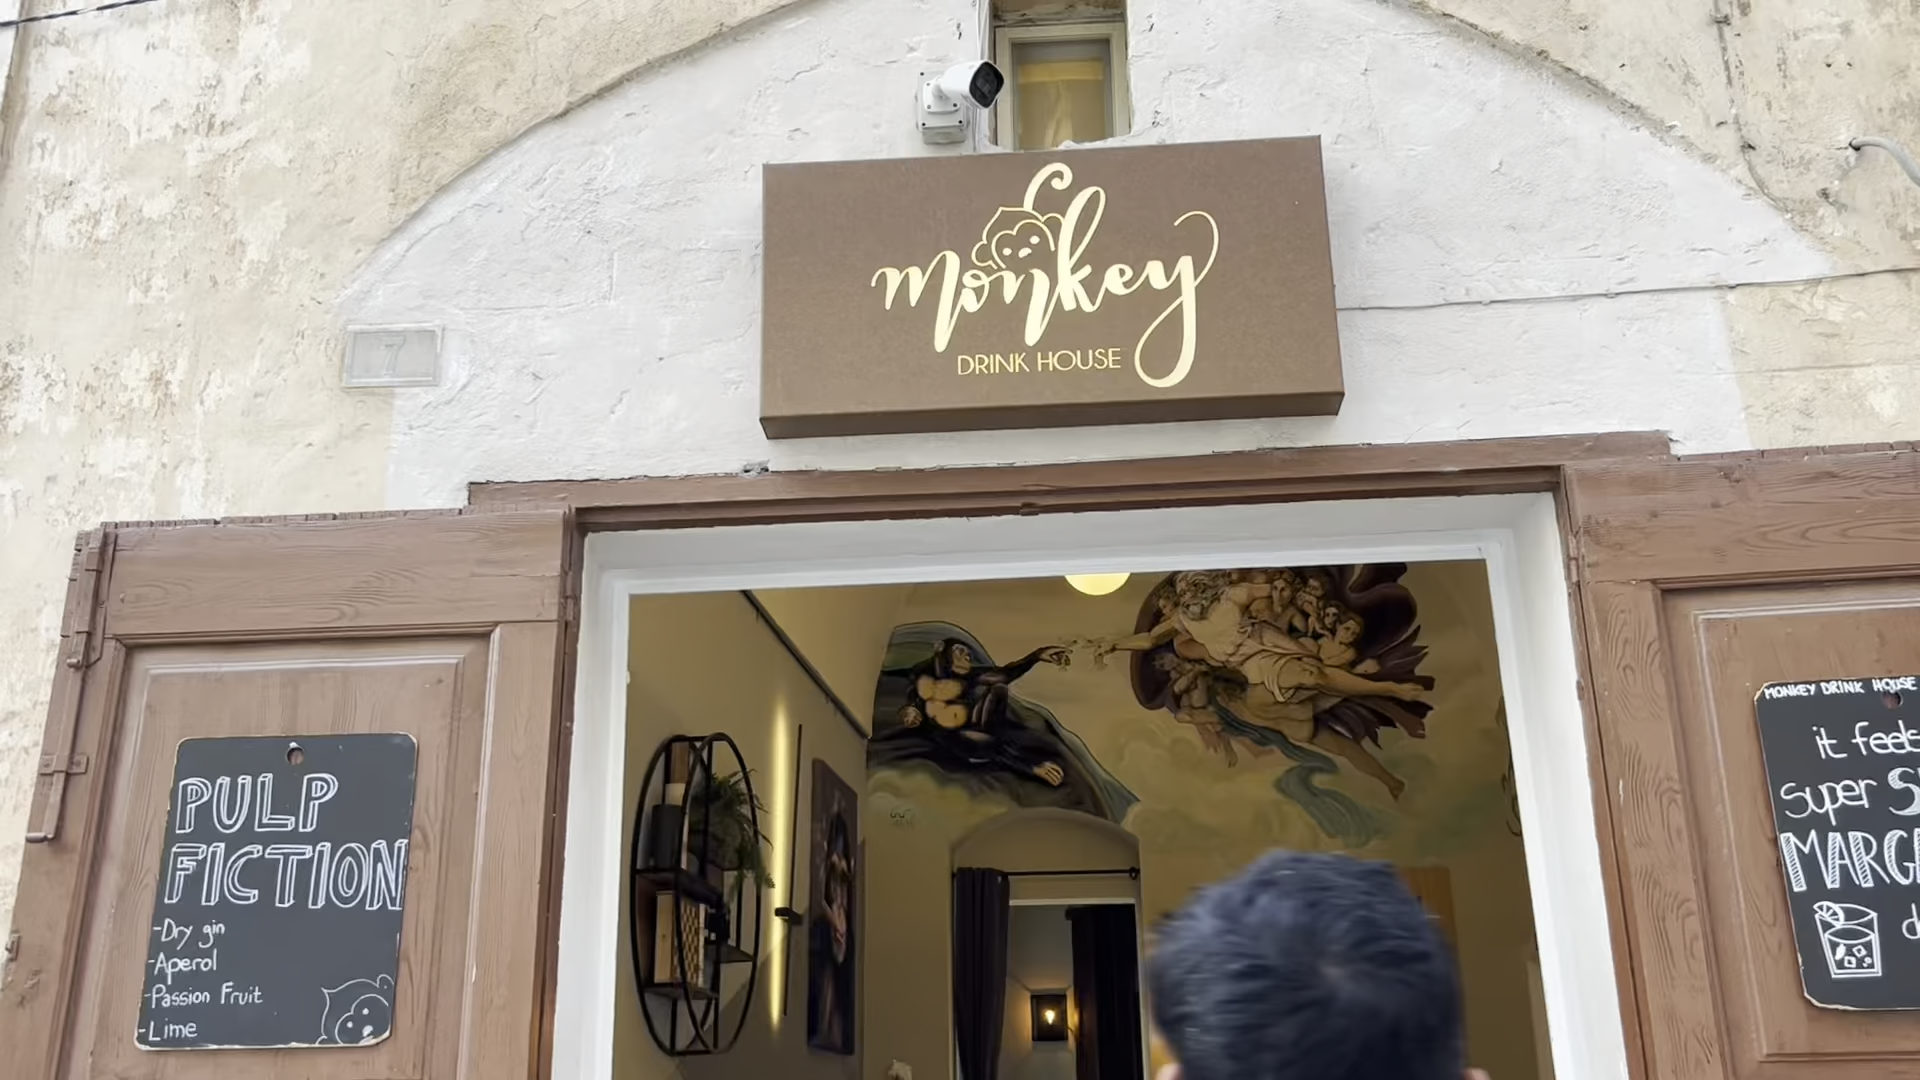 monkey
DRINK HOUSE
7
PULP
FICTION
-Dry gin
-Aperol
-Passion Fruit
-Lime
MONKEY DRINK HOUSE
it feels
super